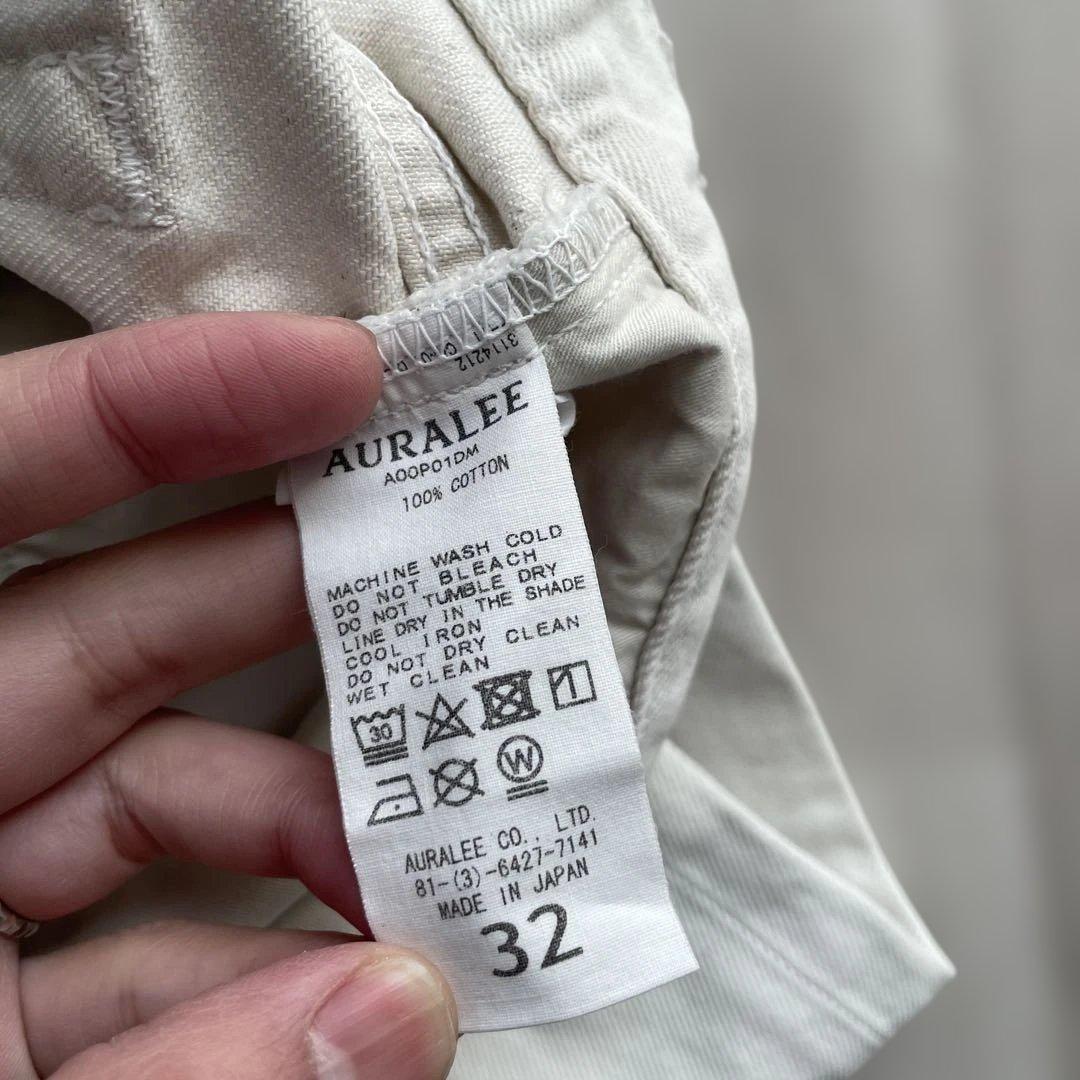 3114212
AURALEE
A00P01DM
100% COTTON
MACHINE WASH COLD
DO NOT BLEACH
DO NOT TUMBLE DRY
LINE DRY IN THE SHADE
COOL IRON
DO NOT DRY CLEAN
WET CLEAN
30
W
AURALEE CO., LTD.
81-(3)-6427-7141
MADE IN JAPAN
32